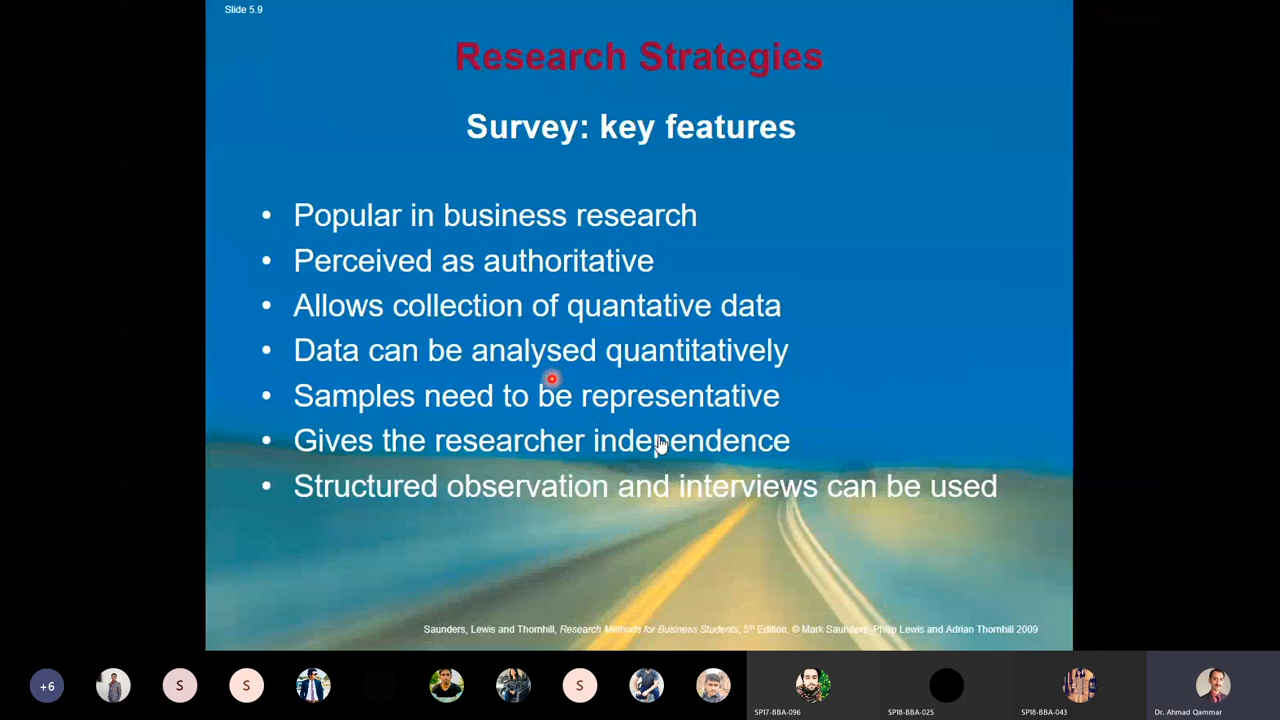 Slide 5.9
Research Strategies
Survey: key features
• Popular in business research
• Perceived as authoritative
• Allows collection of quantative data
• Data can be analysed quantitatively
• Samples need to be representative
• Gives the researcher independence
• Structured observation and interviews can be used
Saunders, Lewis and Thornhill, Research Methods for Business Students, 5th Edition, © Mark Saunders, Philip Lewis and Adrian Thornhill 2009
+6
S
S
S
SP17-BBA-096
SP18-BBA-025
SP18-BBA-043
Dr. Ahmad Qammar